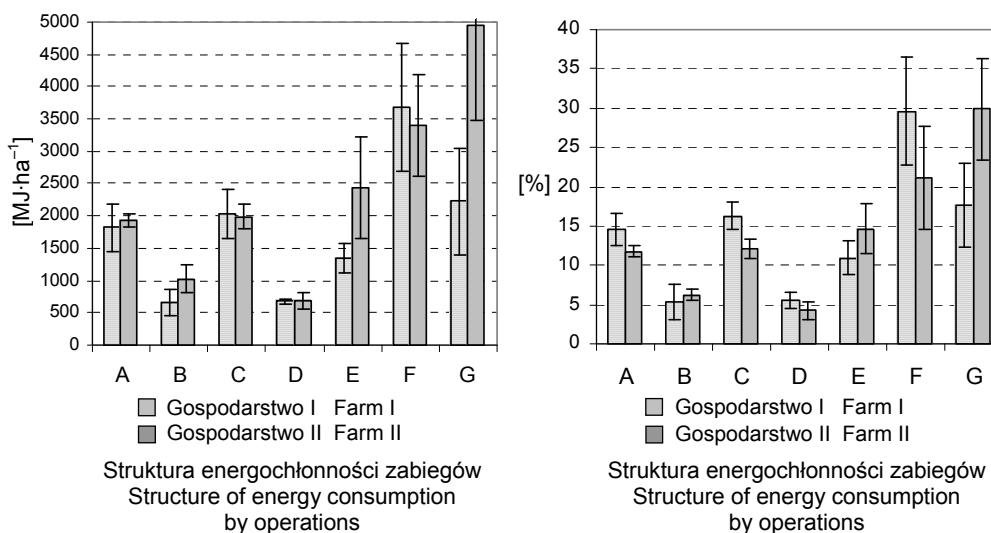 5000
4500
4000
3500
3000
2500
2000
1500
1000
500
0
[MJ·ha⁻¹]
A B C D E F G
Gospodarstwo I Farm I
Gospodarstwo II Farm II
Struktura energochłonności zabiegów
Structure of energy consumption
by operations
40
35
30
25
20
15
10
5
0
[%]
A B C D E F G
Gospodarstwo I Farm I
Gospodarstwo II Farm II
Struktura energochłonności zabiegów
Structure of energy consumption
by operations